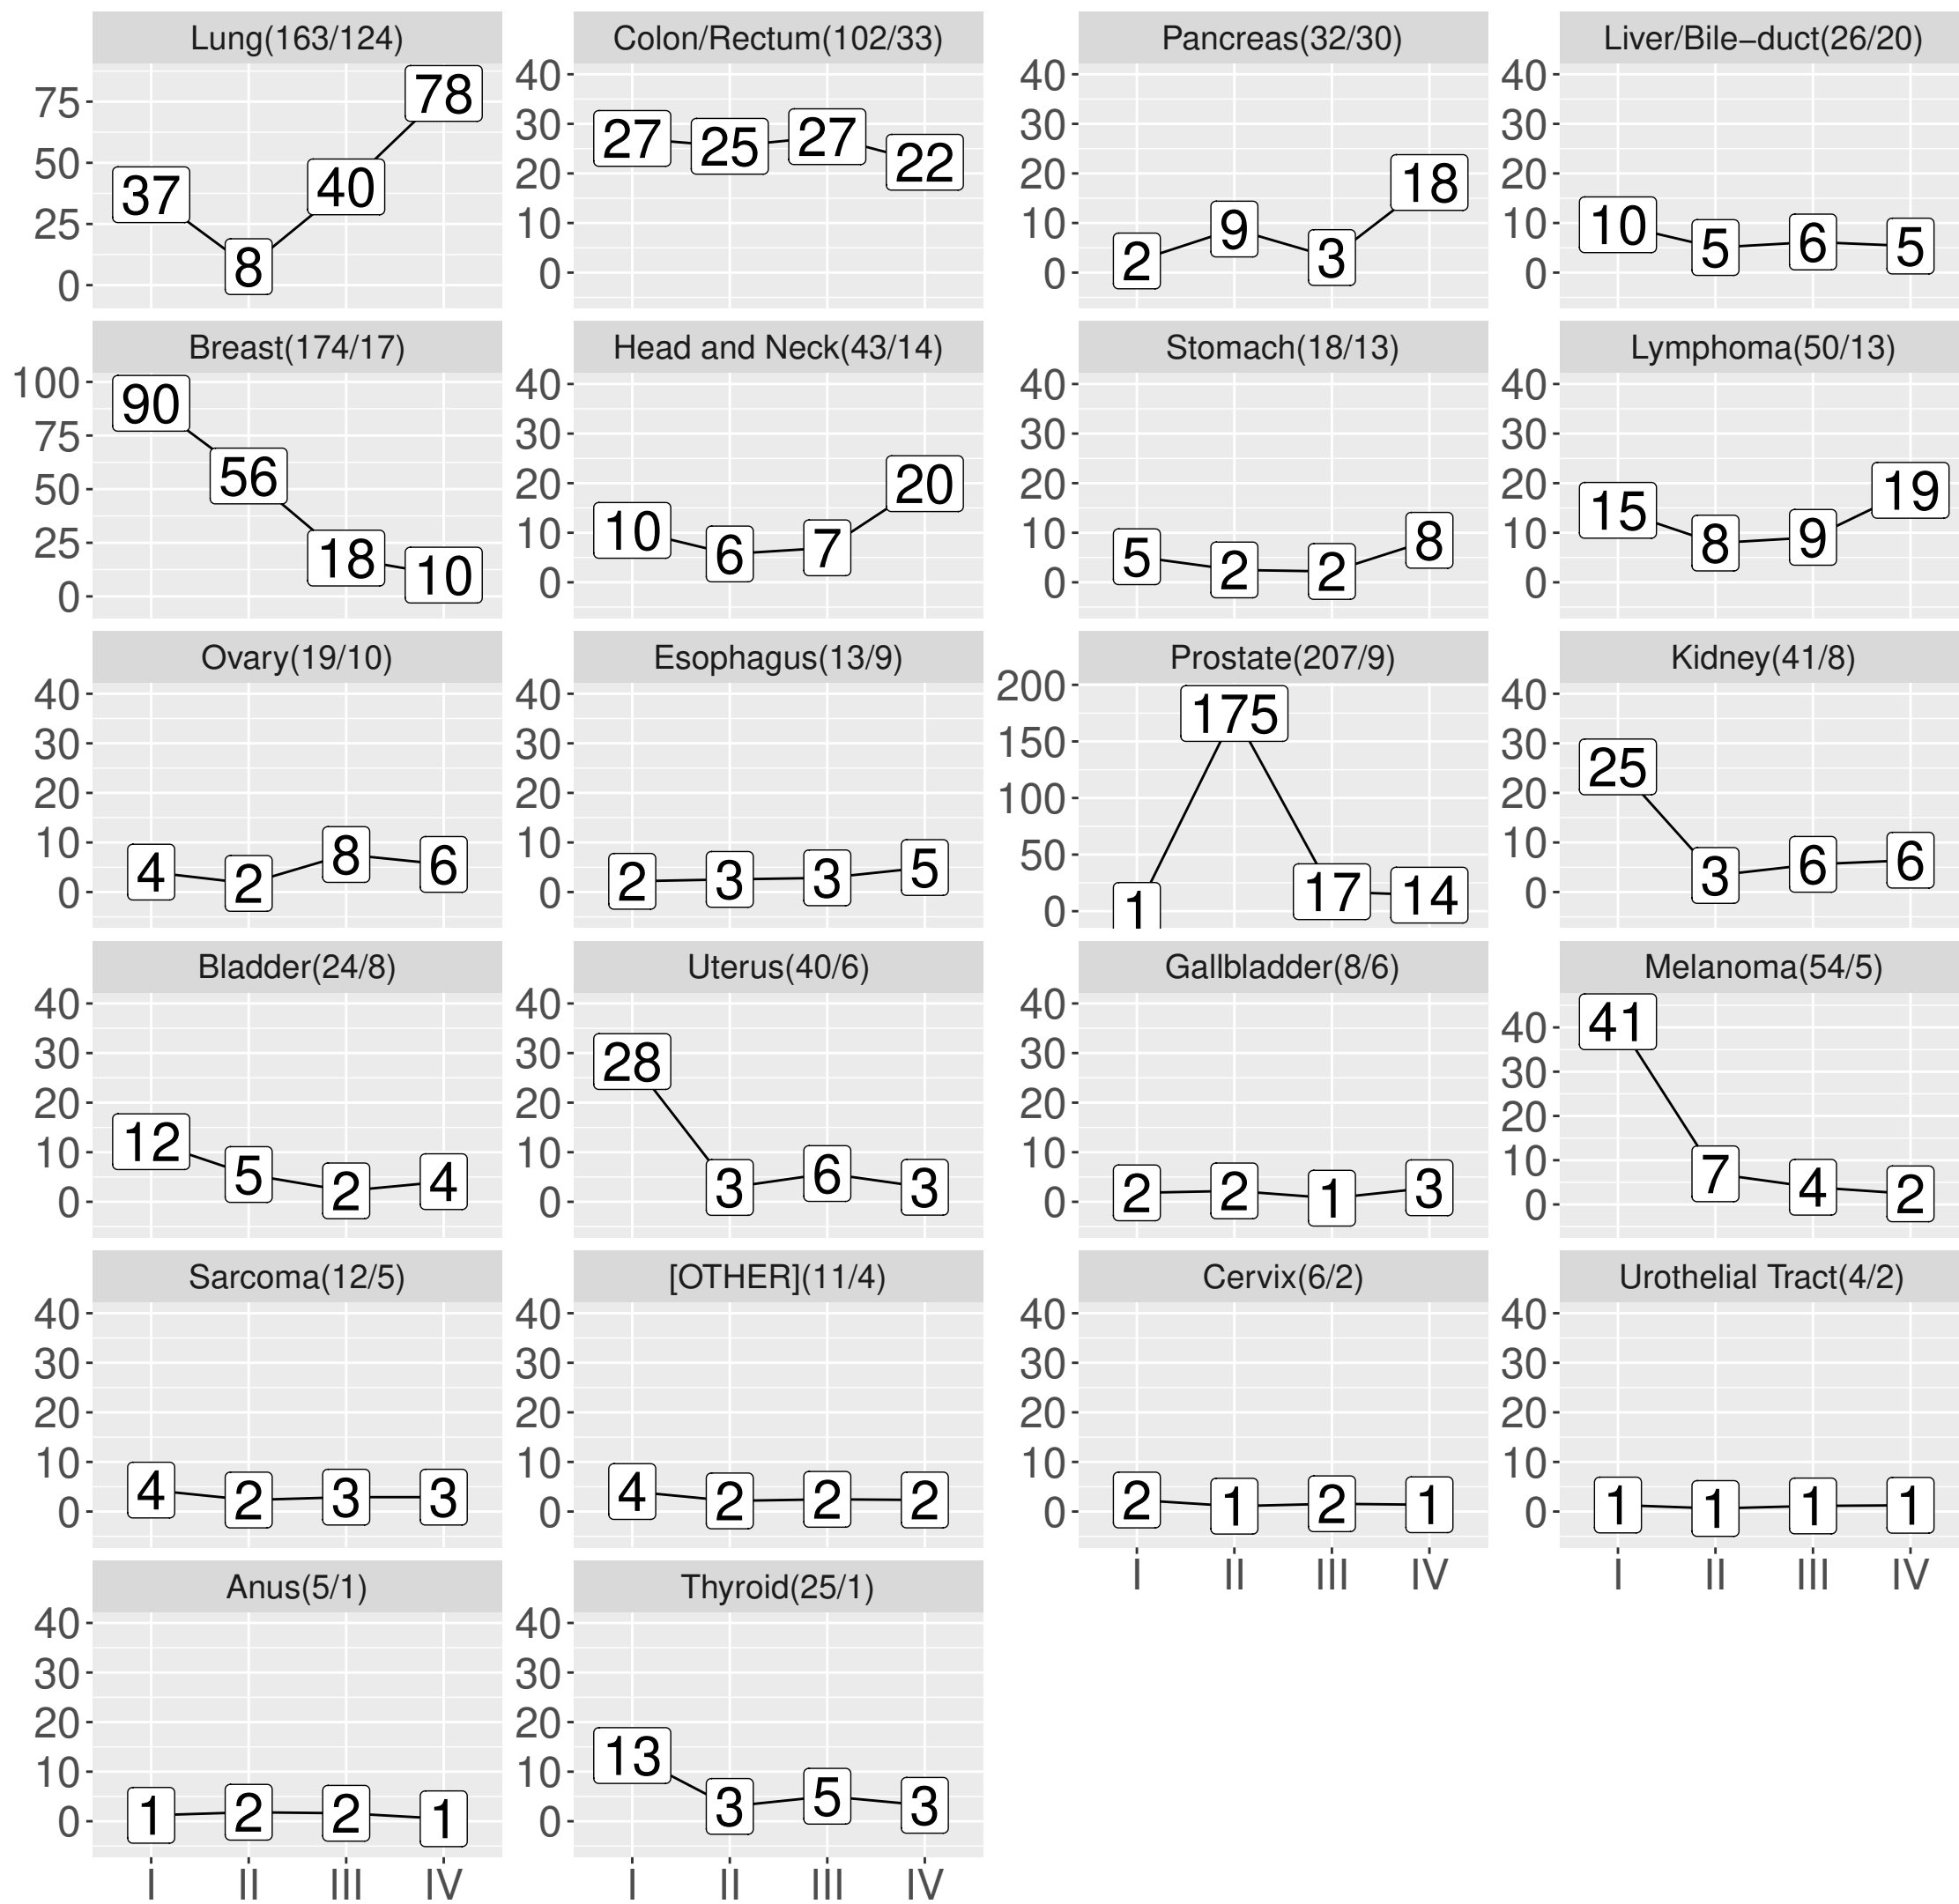 Lung(163/124) Colon/Rectum(102/33) Pancreas(32/30) Liver/Bile−duct(26/20)
75 50 25 0 37 8 40 78
40 30 20 10 0 27 25 27 22
40 30 20 10 0 2 9 3 18
40 30 20 10 0 10 5 6 5
Breast(174/17) Head and Neck(43/14) Stomach(18/13) Lymphoma(50/13)
100 75 50 25 0 90 56 18 10
40 30 20 10 0 10 6 7 20
40 30 20 10 0 5 2 2 8
40 30 20 10 0 15 8 9 19
Ovary(19/10) Esophagus(13/9) Prostate(207/9) Kidney(41/8)
40 30 20 10 0 4 2 8 6
40 30 20 10 0 2 3 3 5
200 150 100 50 0 1 175 17 14
40 30 20 10 0 25 3 6 6
Bladder(24/8) Uterus(40/6) Gallbladder(8/6) Melanoma(54/5)
40 30 20 10 0 12 5 2 4
40 30 20 10 0 28 3 6 3
40 30 20 10 0 2 2 1 3
40 30 20 10 0 41 7 4 2
Sarcoma(12/5) [OTHER](11/4) Cervix(6/2) Urothelial Tract(4/2)
40 30 20 10 0 4 2 3 3
40 30 20 10 0 4 2 2 2
40 30 20 10 0 2 1 2 1
40 30 20 10 0 1 1 1 1
I II III IV I II III IV
Anus(5/1) Thyroid(25/1)
40 30 20 10 0 1 2 2 1
40 30 20 10 0 13 3 5 3
I II III IV I II III IV